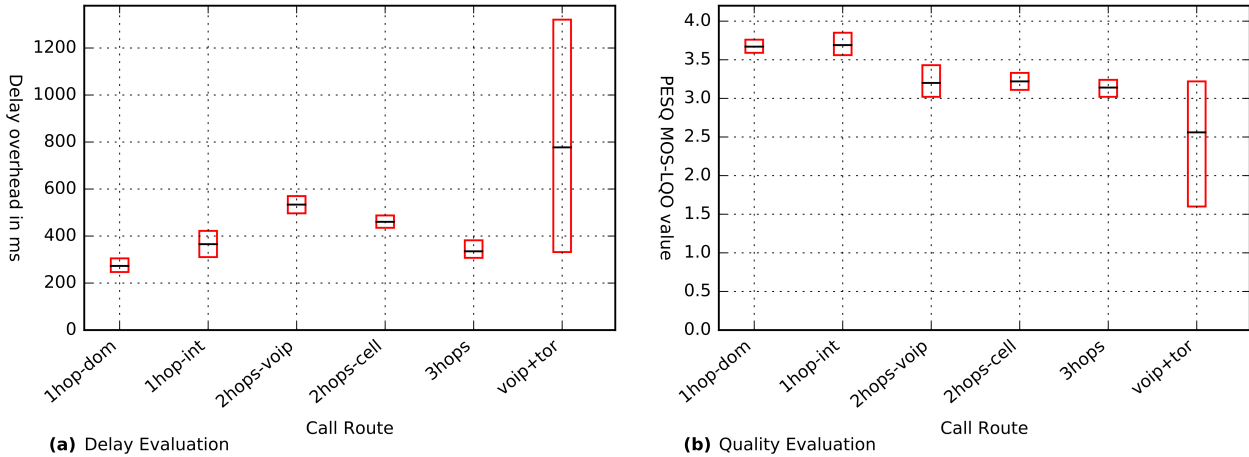 1200
1000
800
600
400
200
0
Delay overhead in ms
1hop-dom
1hop-int
2hops-voip
2hops-cell
3hops
voip+tor
Call Route
(a) Delay Evaluation
4.0
3.5
3.0
2.5
2.0
1.5
1.0
0.5
0.0
PESQ MOS-LQO value
1hop-dom
1hop-int
2hops-voip
2hops-cell
3hops
voip+tor
Call Route
(b) Quality Evaluation